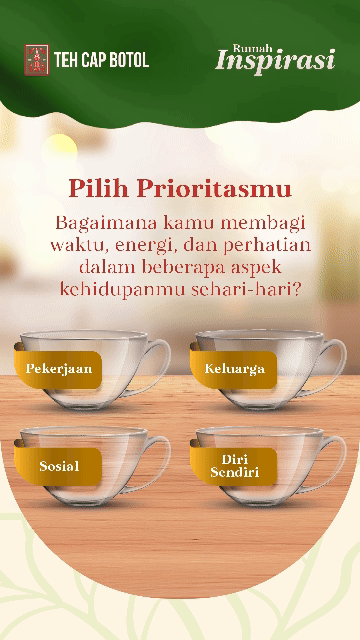 TEH CAP BOTOL
Rumah
Inspirasi
Pilih Prioritasmu
Bagaimana kamu membagi
waktu, energi, dan perhatian
dalam beberapa aspek
kehidupanmu sehari-hari?
Pekerjaan
Keluarga
Sosial
Diri
Sendiri